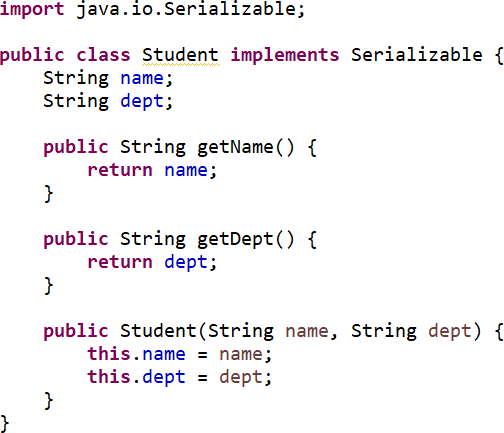 import java.io.Serializable;
public class Student implements Serializable {
    String name;
    String dept;
    public String getName() {
        return name;
    }
    public String getDept() {
        return dept;
    }
    public Student(String name, String dept) {
        this.name = name;
        this.dept = dept;
    }
}